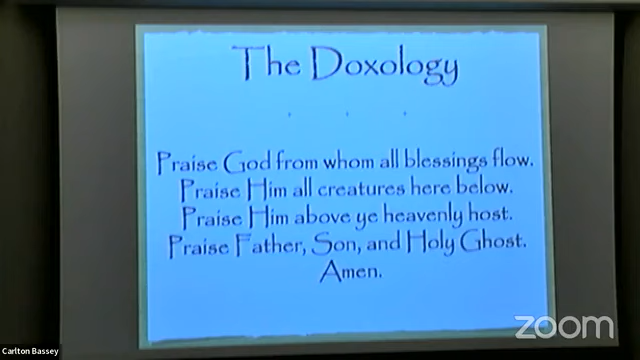 The Doxology
Praise God from whom all blessings flow.
Praise Him all creatures here below.
Praise Him above ye heavenly host.
Praise Father, Son, and Holy Ghost.
Amen.
zoom
Carlton Bassey